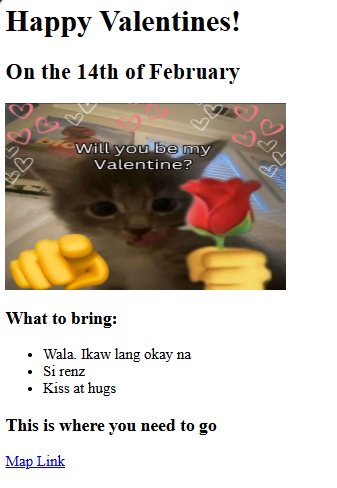 Happy Valentines!
On the 14th of February
Will you be my
Valentine?
What to bring:
Wala. Ikaw lang okay na
Si renz
Kiss at hugs
This is where you need to go
Map Link